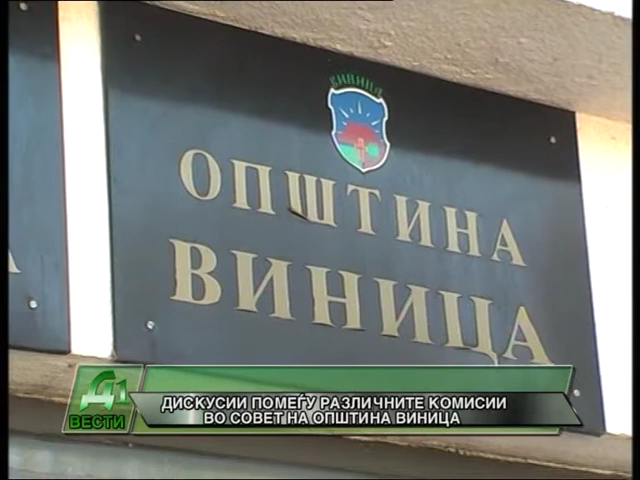 ВИНИЦА
ОПШТИНА
ВИНИЦА
Д1
ВЕСТИ
ДИСКУСИИ ПОМЕЃУ РАЗЛИЧНИТЕ КОМИСИИ
ВО СОВЕТ НА ОПШТИНА ВИНИЦА